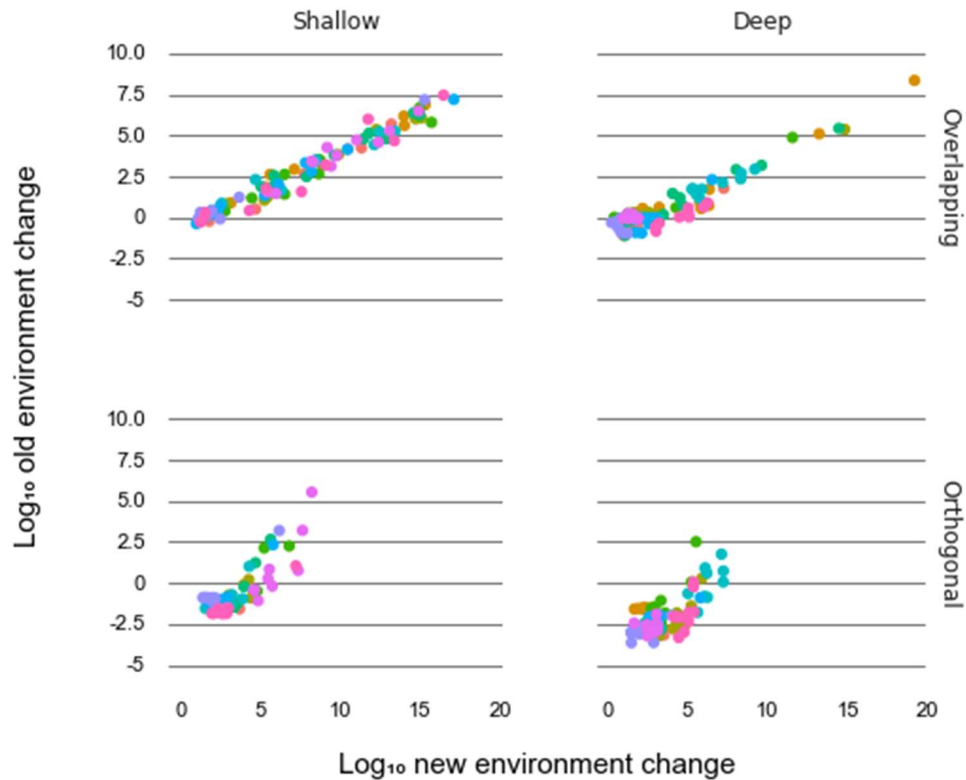 Shallow
Deep
10.0
7.5
5.0
2.5
0
-2.5
-5
Overlapping
Log₁₀ old environment change
10.0
7.5
5.0
2.5
0
-2.5
-5
Orthogonal
0 5 10 15 20
0 5 10 15 20
Log₁₀ new environment change